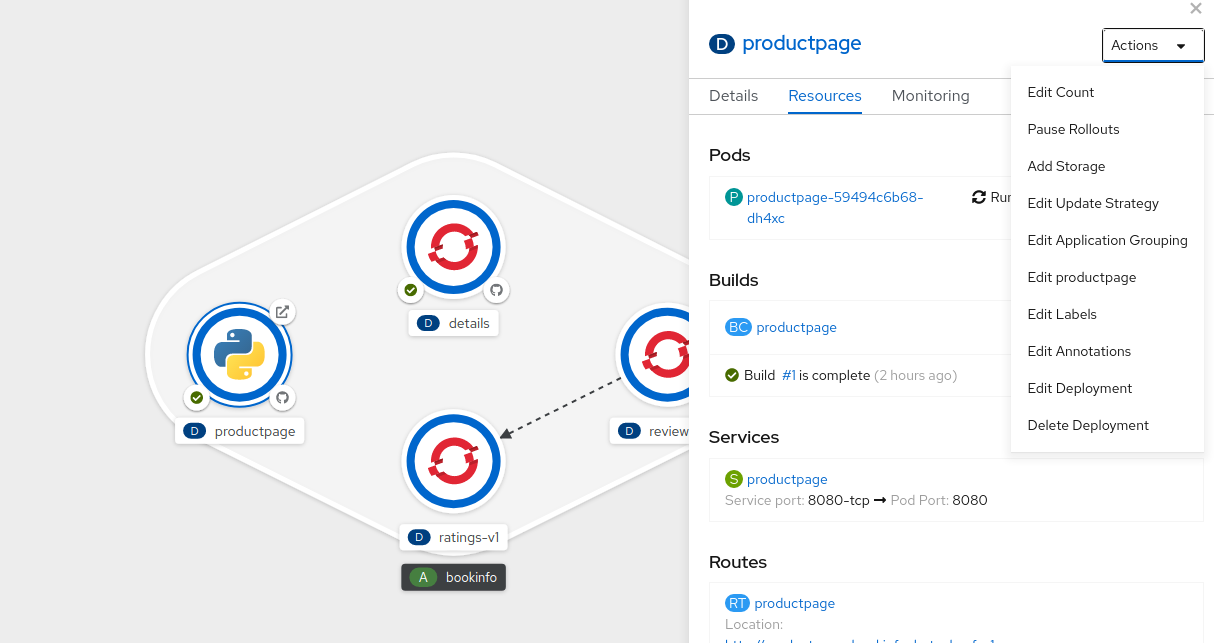 D productpage
Actions
Details Resources Monitoring
Edit Count
Pause Rollouts
Add Storage
Edit Update Strategy
Edit Application Grouping
Edit productpage
Edit Labels
Edit Annotations
Edit Deployment
Delete Deployment
Pods
P productpage-59494c6b68-
dh4xc
Builds
BC productpage
Build #1 is complete (2 hours ago)
Services
S productpage
Service port: 8080-tcp → Pod Port: 8080
Routes
RT productpage
Location:
D details
D productpage
D review
D ratings-v1
A bookinfo